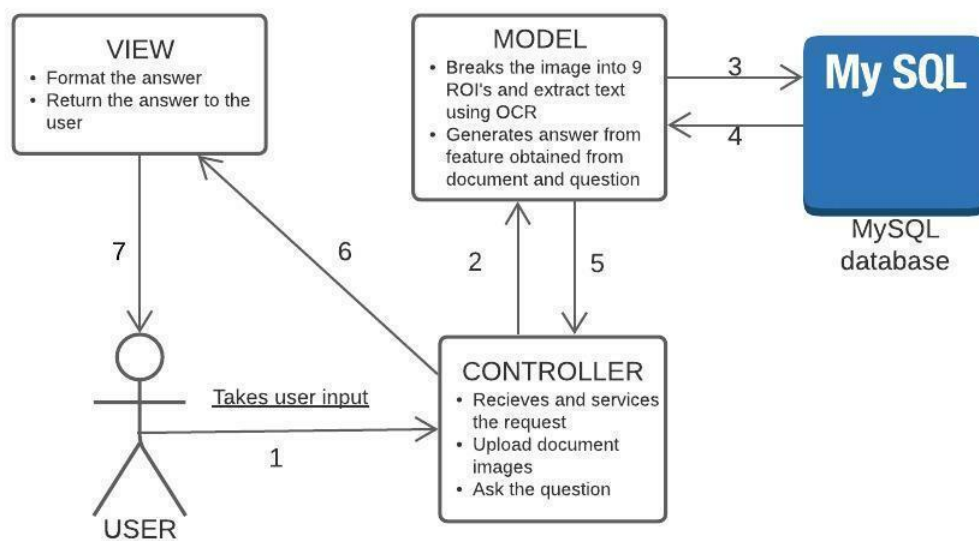 VIEW
• Format the answer
• Return the answer to the
user
MODEL
• Breaks the image into 9
ROI's and extract text
using OCR
• Generates answer from
feature obtained from
document and question
3
4
My SQL
MySQL
database
7
6
2
5
Takes user input
1
USER
CONTROLLER
• Recieves and services
the request
• Upload document
images
• Ask the question